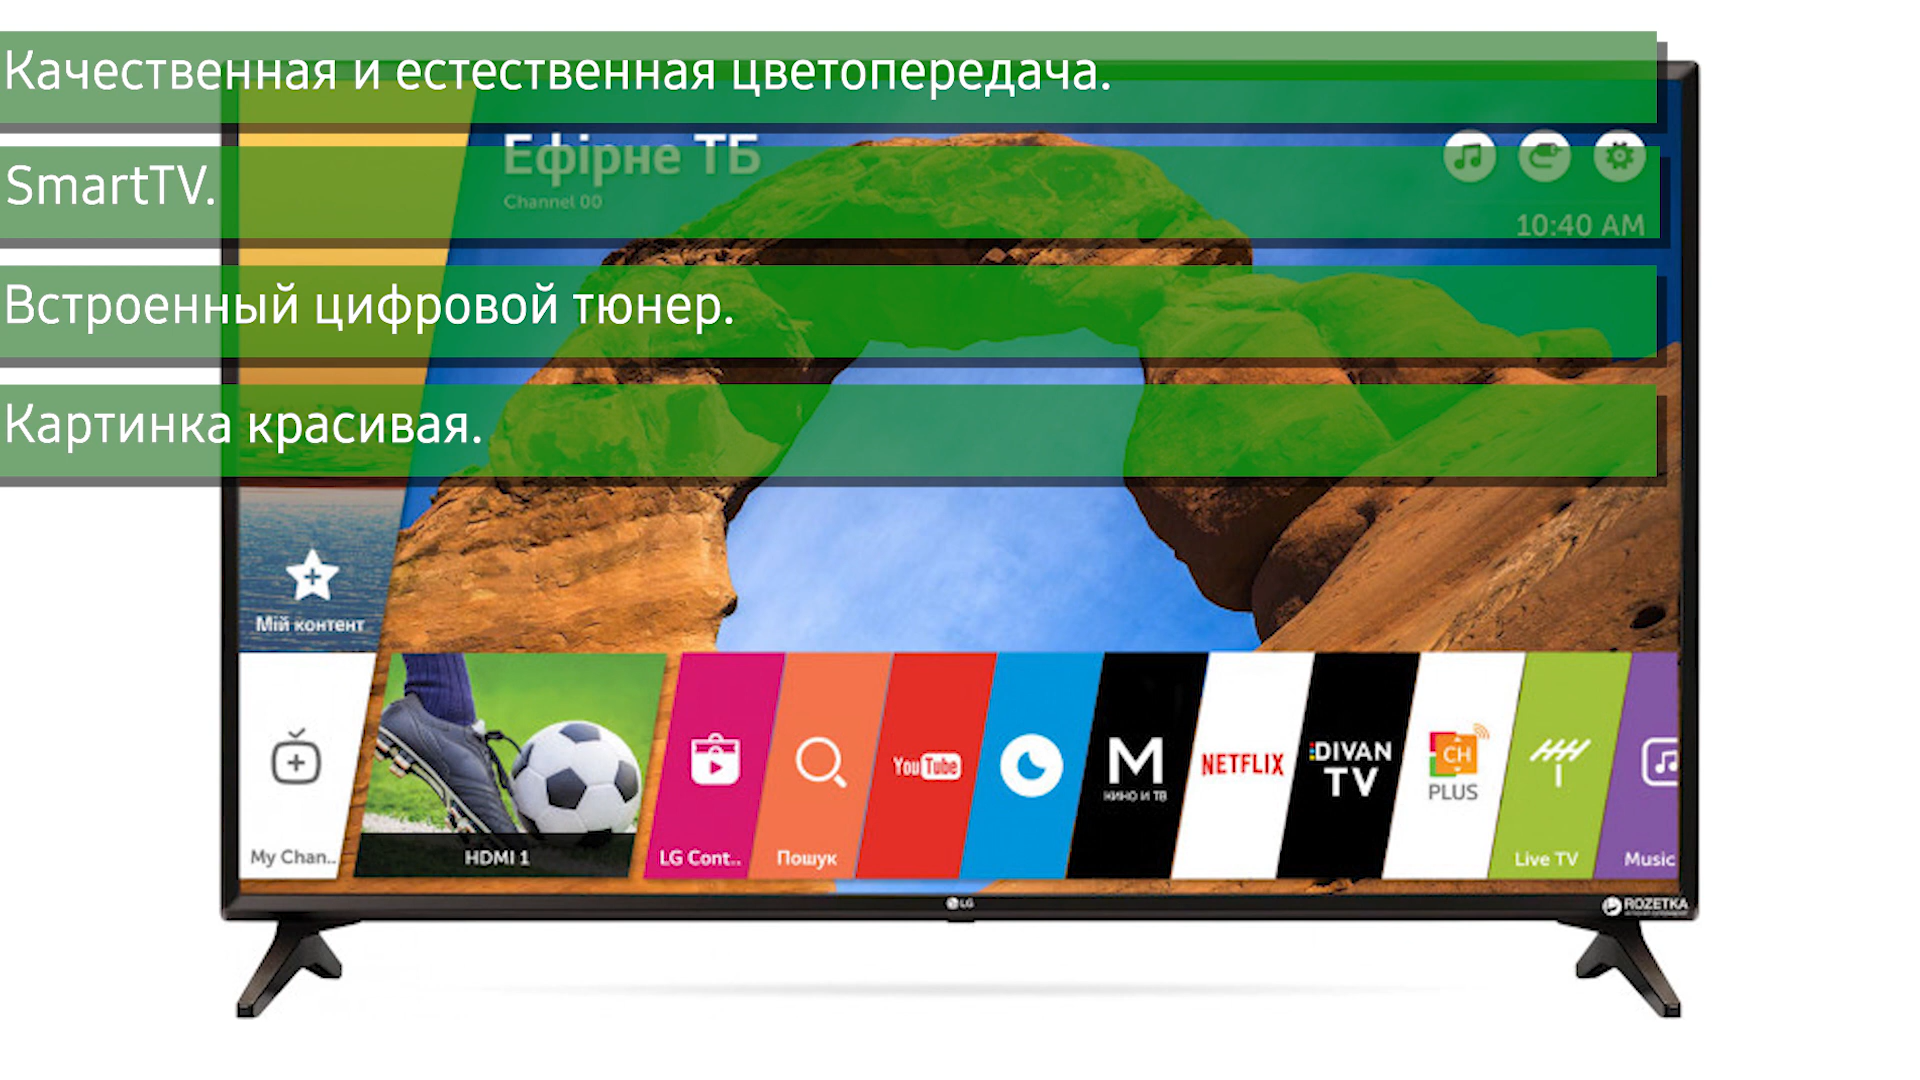 Качественная и естественная цветопередача.
Ефірне ТБ
SmartTV.
Channel 00
10:40 AM
Встроенный цифровой тюнер.
Картинка красивая.
Мій контент
YouTube
М
КИНО И ТВ
NETFLIX
DIVAN
TV
CH
PLUS
My Chan..
HDMI 1
LG Cont..
Пошук
Live TV
Music
LG
ROZETKA